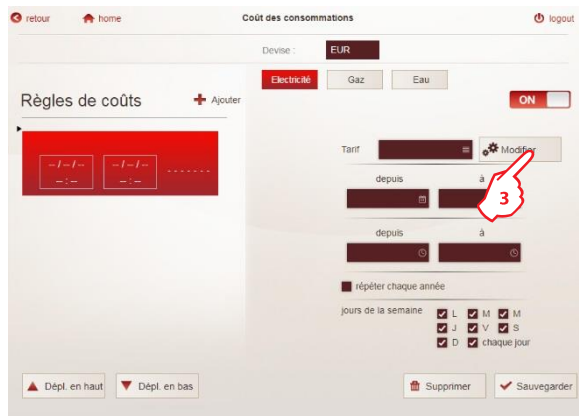 retour home Coût des consommations logout
Devise : EUR
Electricité Gaz Eau
Règles de coûts Ajouter
ON
Tarif Modifier
-- / -- / -- -- / -- / -- -------
-- : -- -- : --
depuis à
3
depuis à
répéter chaque année
jours de la semaine L M M
J V S
D chaque jour
Dépl. en haut Dépl. en bas Supprimer Sauvegarder